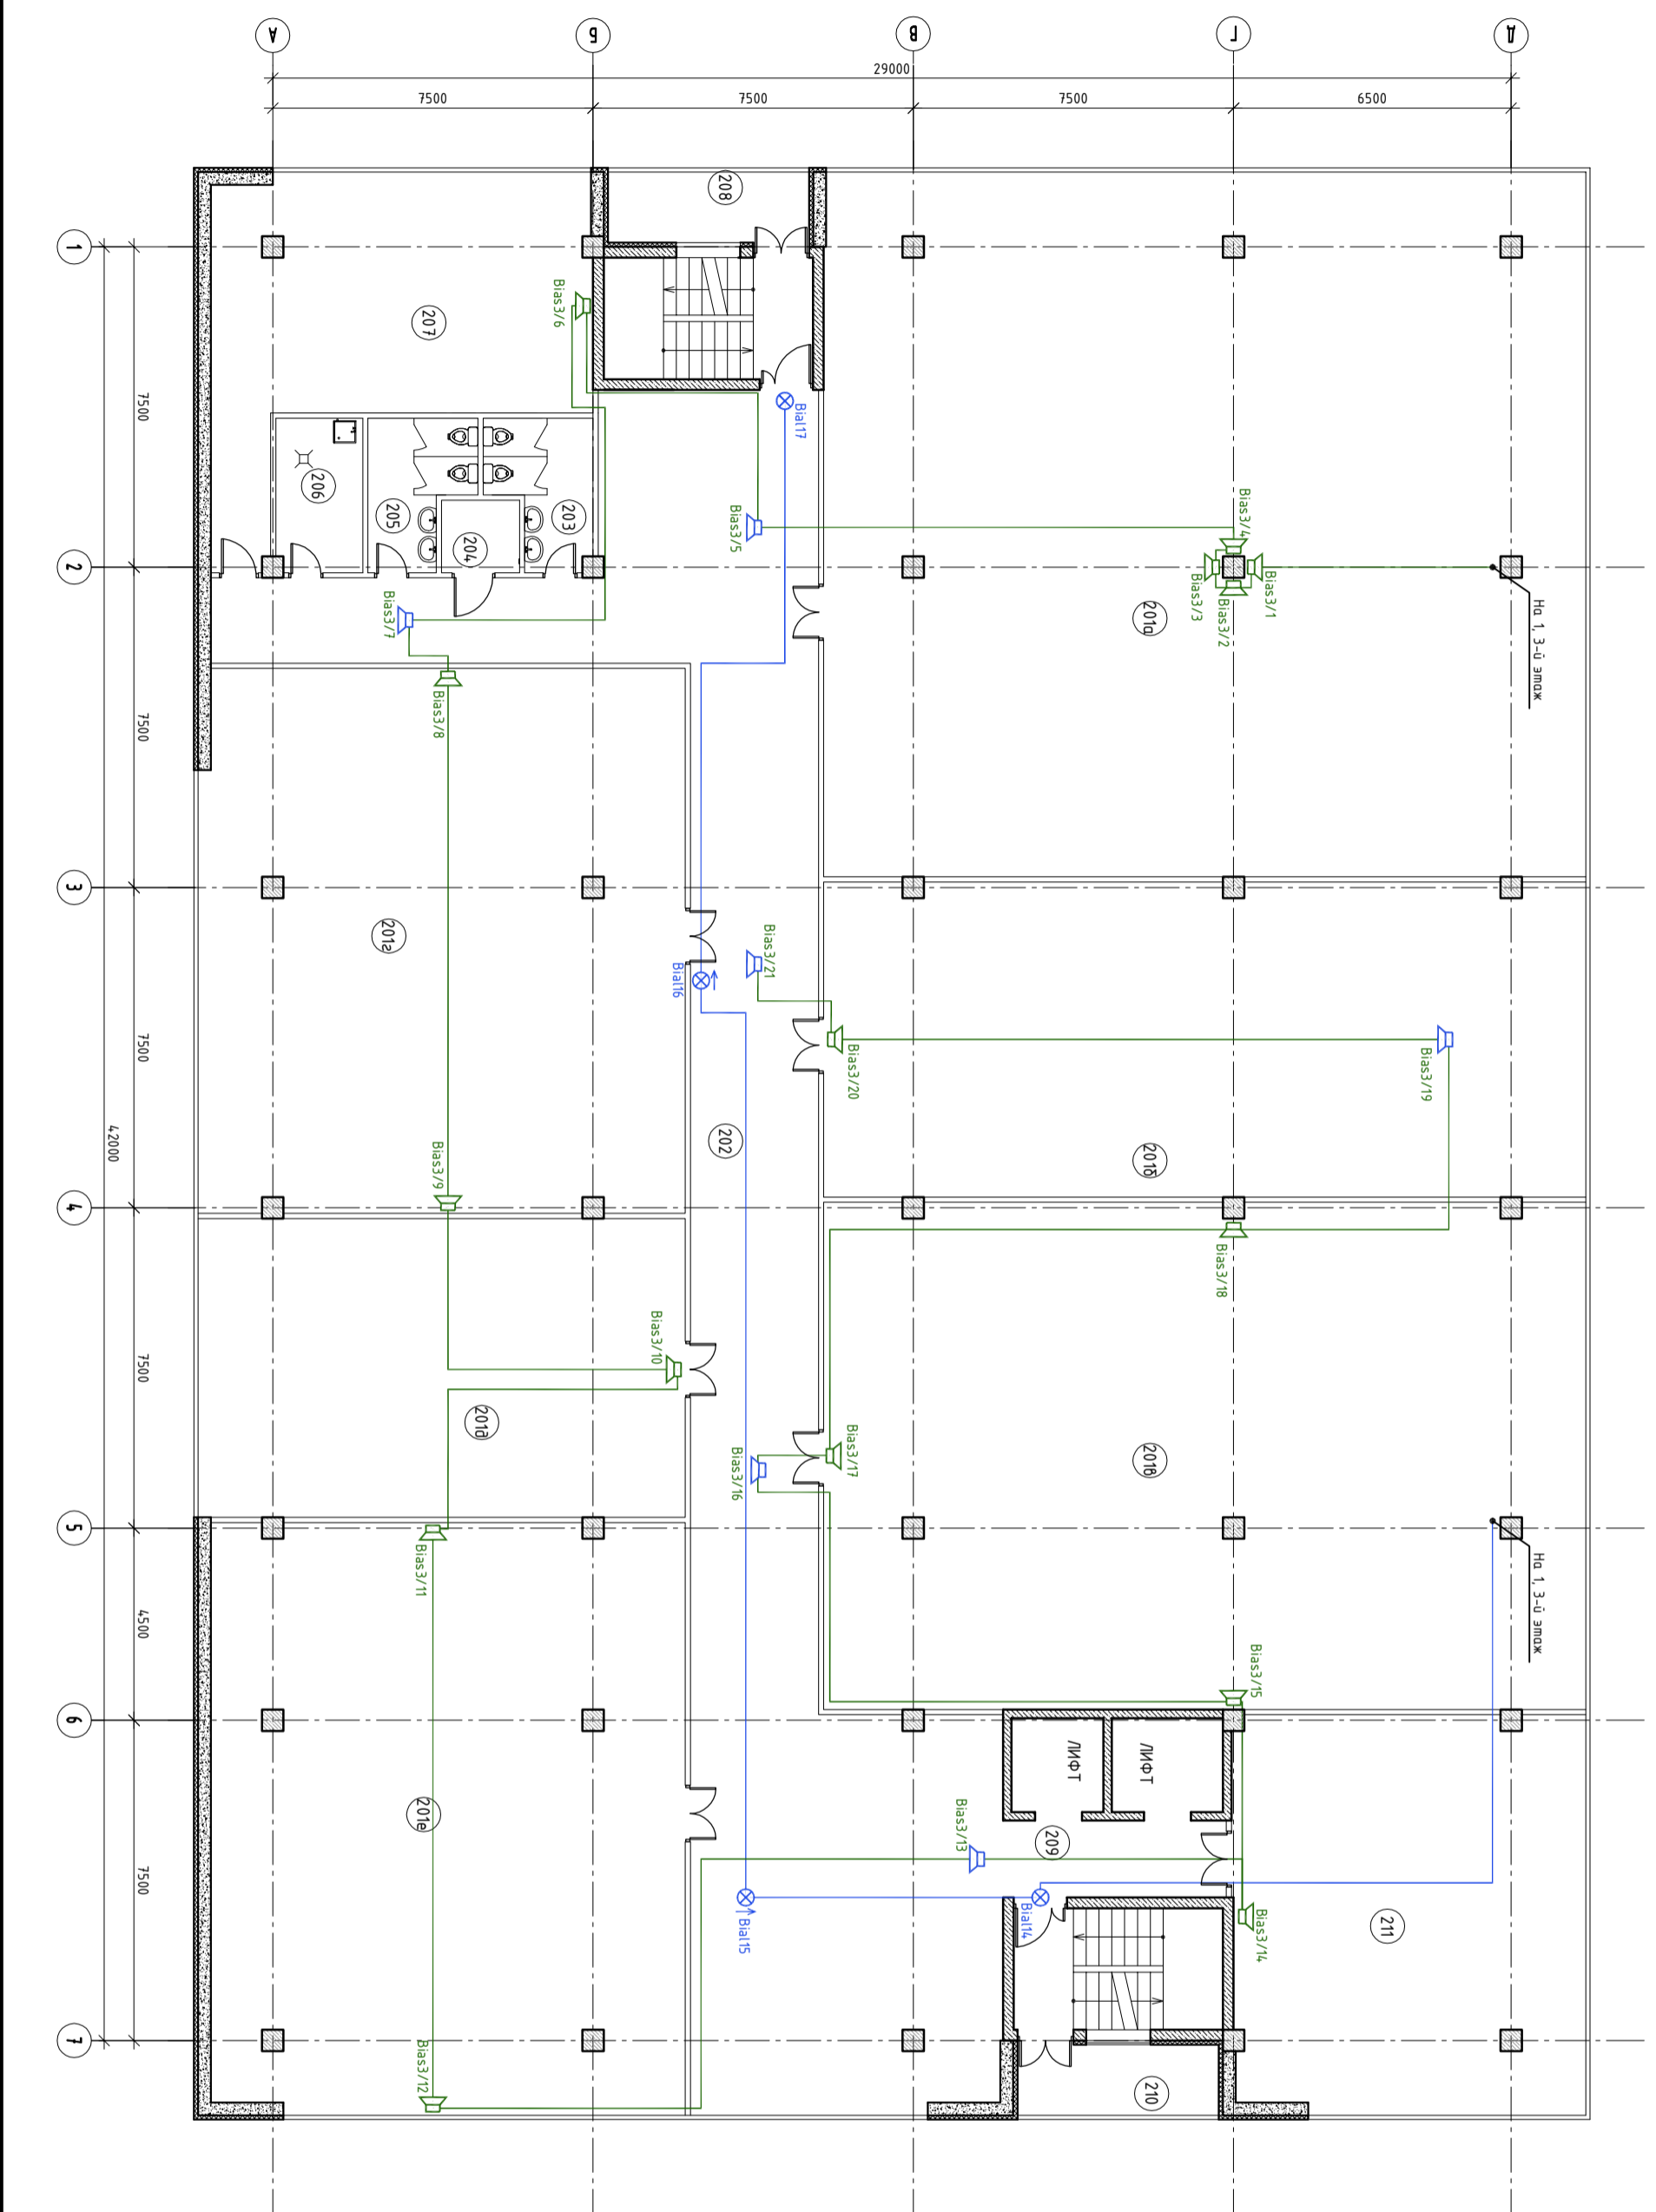 А
Б
В
Г
Д
29000
7500
7500
7500
6500
208
1
Bias3/6
207
7500
Bial17
206
205
203
204
Bias3/5
Bias3/4
Bias3/1
Bias3/2
Bias3/3
2
Bias3/7
201а
На 1, 3-й этаж
Bias3/8
7500
3
201г
Bial16
Bias3/21
Bias3/20
Bias3/19
7500
42000
202
201б
Bias3/9
4
Bias3/18
Bias3/10
7500
201д
Bias3/17
Bias3/16
201в
5
Bias3/11
На 1, 3-й этаж
4500
Bias3/15
6
ЛИФТ
ЛИФТ
201е
Bias3/13
209
7500
Bial15
Bial14
Bias3/14
211
7
Bias3/12
210